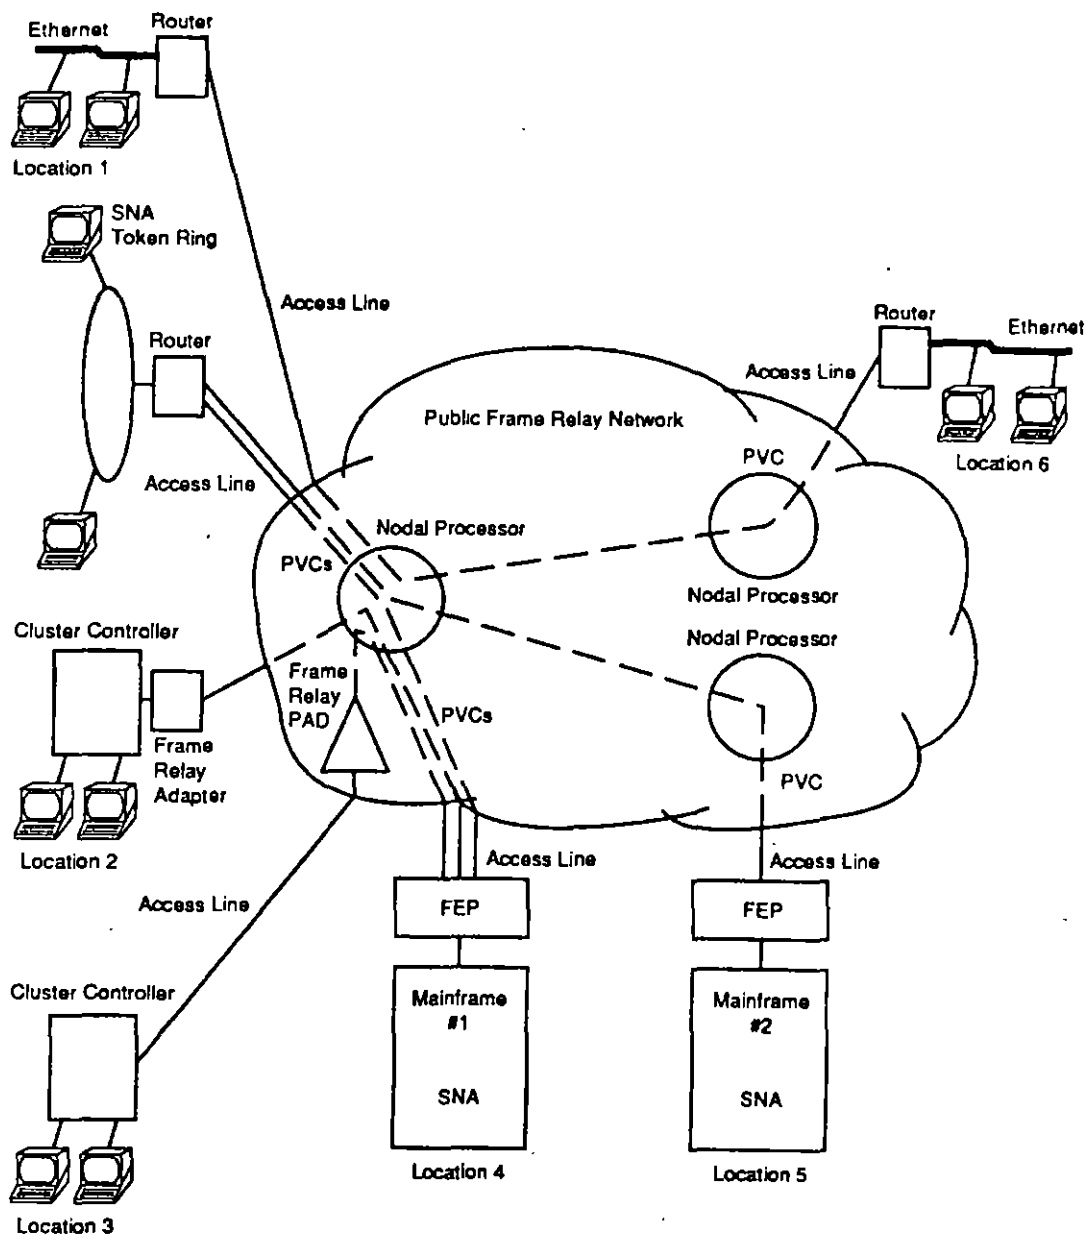 Router
Ethernet
Location 1
SNA
Token Ring
Access Line
Router
Access Line
Router
Ethernet
Access Line
Location 6
Public Frame Relay Network
PVC
Nodal Processor
PVCs
Nodal Processor
Nodal Processor
Cluster Controller
Frame
Relay
PAD
PVCs
Frame
Relay
Adapter
Location 2
PVC
Access Line
Access Line
Access Line
FEP
FEP
Cluster Controller
Mainframe
#1
SNA
Mainframe
#2
SNA
Location 4
Location 5
Location 3